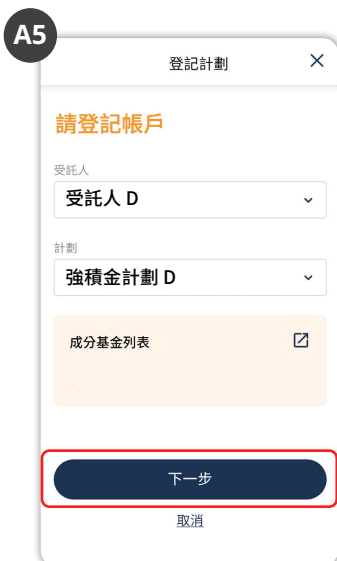 A5
登記計劃
請登記帳戶
受託人
受託人 D
計劃
強積金計劃 D
成分基金列表
下一步
取消